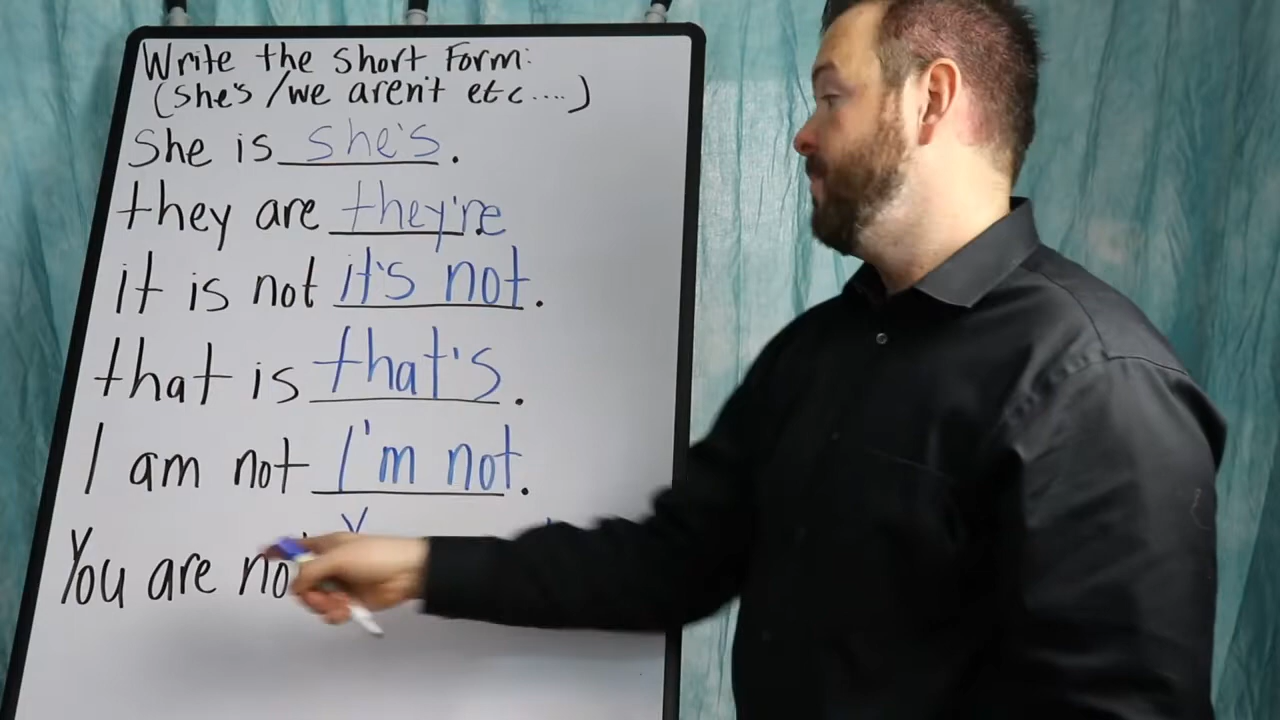 Write the short Form:
(she's / we aren't etc....)
She is she's.
they are they're
it is not it's not.
that is that's.
I am not I'm not.
You are